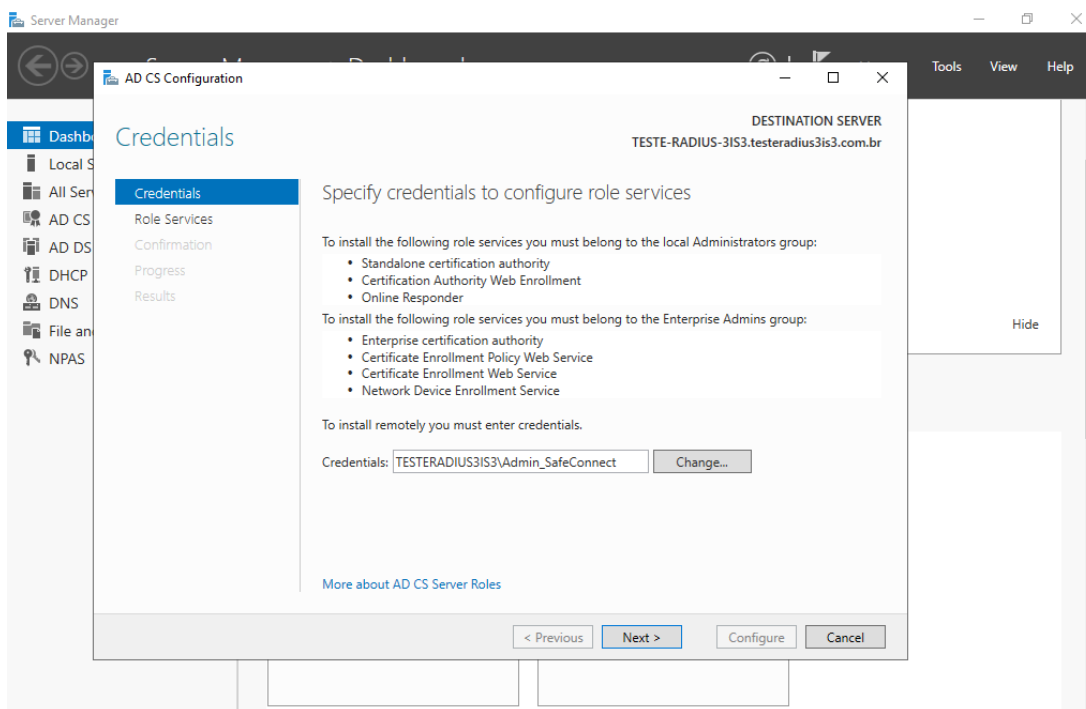 Server Manager
Tools View Help
AD CS Configuration
DESTINATION SERVER
TESTE-RADIUS-3IS3.testeradius3is3.com.br
Credentials
Dashb
Local S
All Serv
AD CS
AD DS
DHCP
DNS
File an
NPAS
Credentials
Role Services
Confirmation
Progress
Results
Specify credentials to configure role services
To install the following role services you must belong to the local Administrators group:
• Standalone certification authority
• Certification Authority Web Enrollment
• Online Responder
To install the following role services you must belong to the Enterprise Admins group:
• Enterprise certification authority
• Certificate Enrollment Policy Web Service
• Certificate Enrollment Web Service
• Network Device Enrollment Service
To install remotely you must enter credentials.
Credentials: TESTERADIUS3IS3\Admin_SafeConnect Change...
More about AD CS Server Roles
< Previous Next > Configure Cancel
Hide